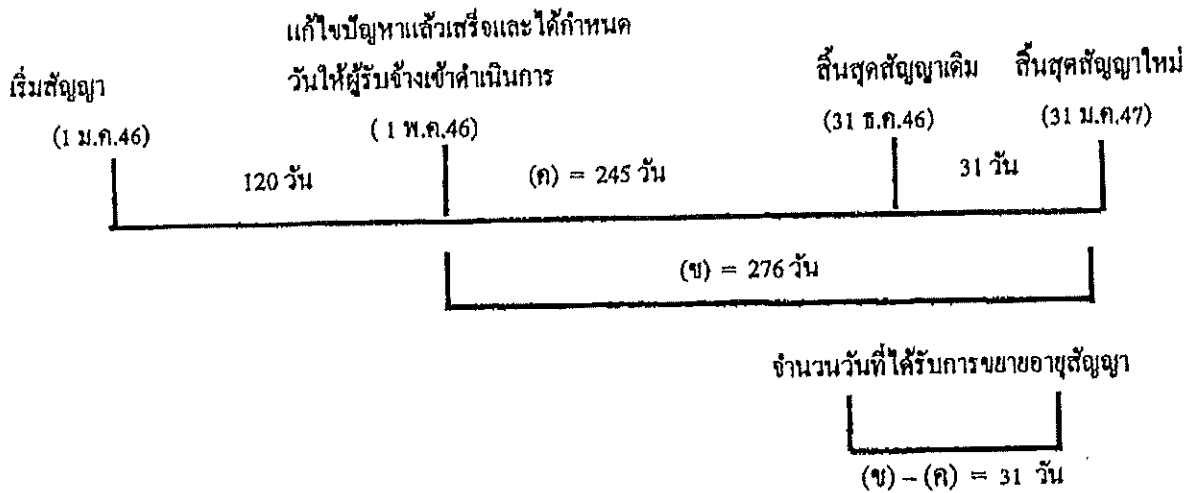 แก้ไขปัญหาแล้วเสร็จและได้กำหนด
วันให้ผู้รับจ้างเข้าดำเนินการ
เริ่มสัญญา
สิ้นสุดสัญญาเดิม
สิ้นสุดสัญญาใหม่
(1 ม.ค.46)
( 1 พ.ค.46)
(31 ธ.ค.46)
(31 ม.ค.47)
120 วัน
(ค) = 245 วัน
31 วัน
(ข) = 276 วัน
จำนวนวันที่ได้รับการขยายอายุสัญญา
(ข) – (ค) = 31 วัน